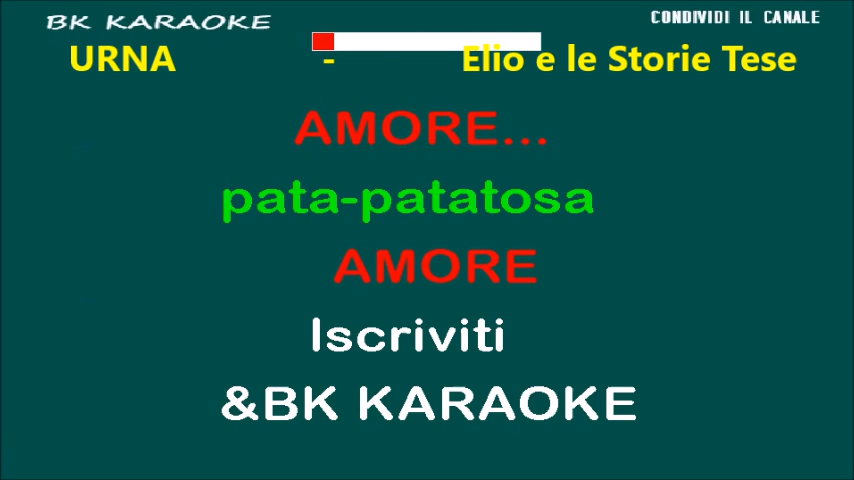 BK KARAOKE
CONDIVIDI IL CANALE
URNA - Elio e le Storie Tese
AMORE...
pata-patatosa
AMORE
Iscriviti
&BK KARAOKE